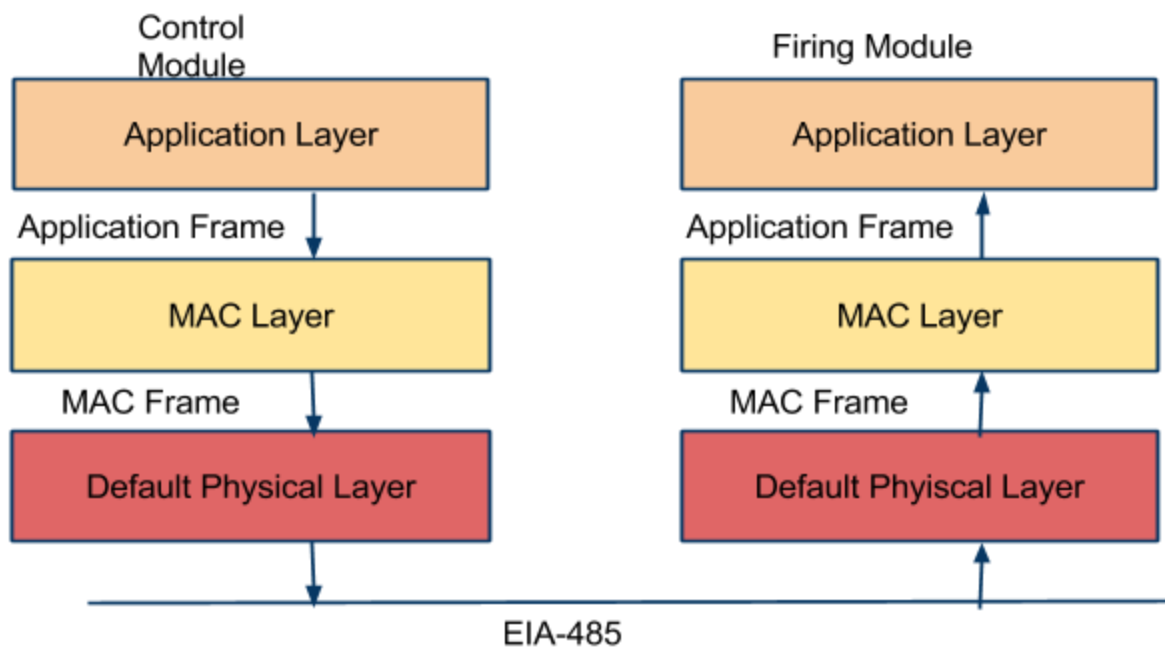 Control
Module
Firing Module
Application Layer
Application Layer
Application Frame
Application Frame
MAC Layer
MAC Layer
MAC Frame
MAC Frame
Default Physical Layer
Default Phyiscal Layer
EIA-485